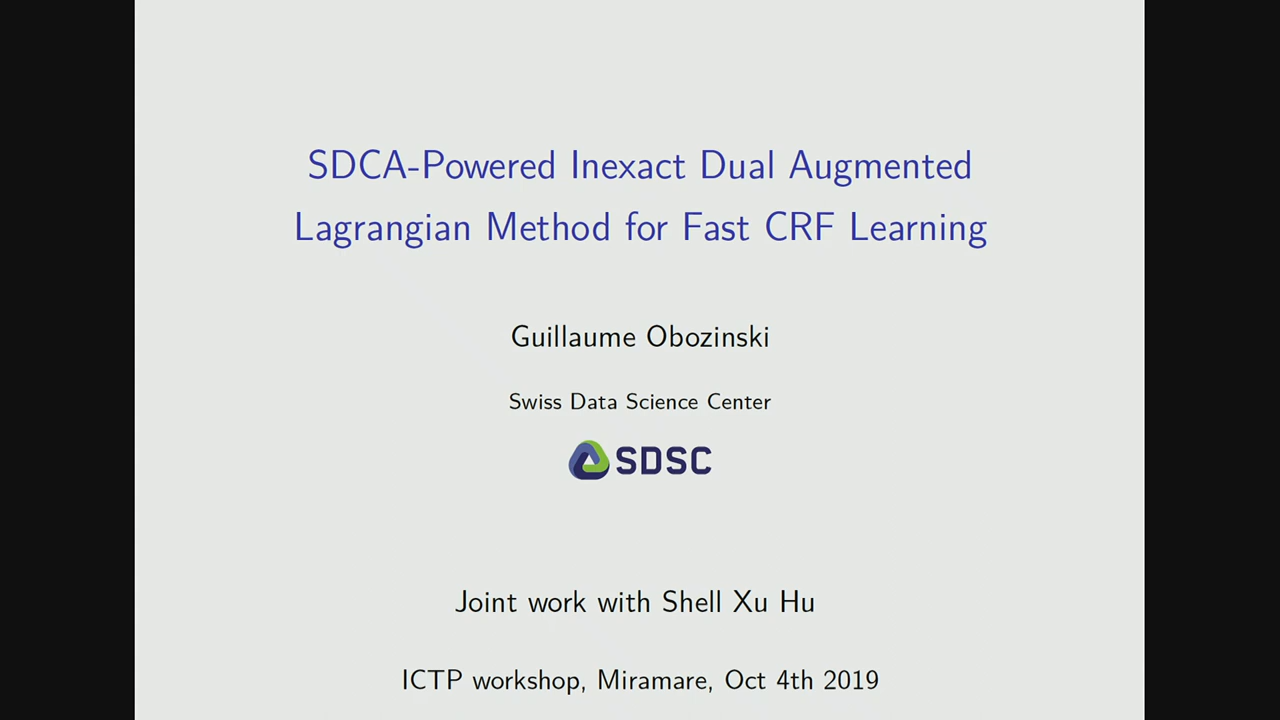 SDCA-Powered Inexact Dual Augmented
Lagrangian Method for Fast CRF Learning
Guillaume Obozinski
Swiss Data Science Center
SDSC
Joint work with Shell Xu Hu
ICTP workshop, Miramare, Oct 4th 2019